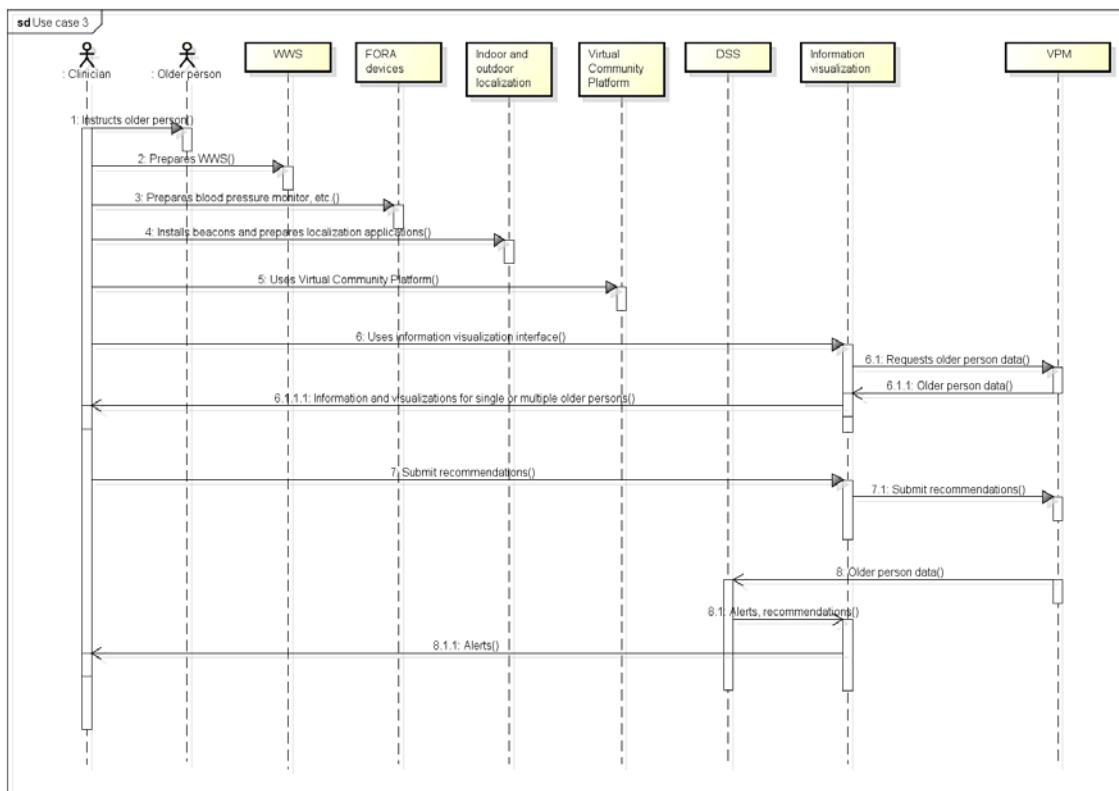 sd Use case 3
: Clinician
: Older person
WWS
FORA
devices
Indoor and
outdoor
localization
Virtual
Community
Platform
DSS
Information
visualization
VPM
1: Instructs older person()
2: Prepares WWS()
3: Prepares blood pressure monitor, etc.()
4: Installs beacons and prepares localization applications()
5: Uses Virtual Community Platform()
6: Uses information visualization interface()
6.1: Requests older person data()
6.1.1: Older person data()
6.1.1.1: Information and visualizations for single or multiple older persons()
7: Submit recommendations()
7.1: Submit recommendations()
8: Older person data()
8.1: Alerts, recommendations()
8.1.1: Alerts()